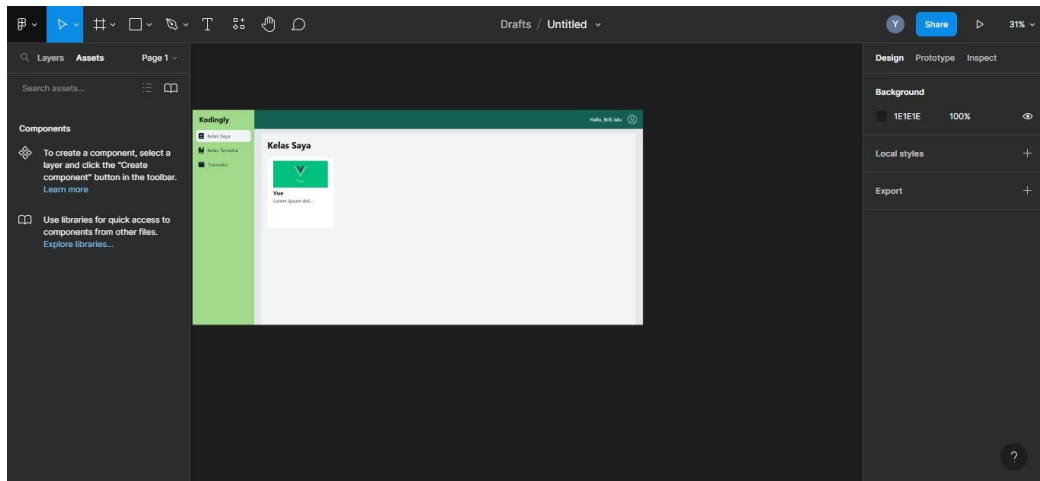 Drafts / Untitled
Y
Share
31%
Layers Assets Page 1
Search assets...
Components
To create a component, select a
layer and click the "Create
component" button in the toolbar.
Learn more
Use libraries for quick access to
components from other files.
Explore libraries...
Kodingly
Kelas Saya
Kelas Tersedia
Transaksi
Hallo, Brili Jalu
Kelas Saya
Vue
Lorem ipsum dol...
Design Prototype Inspect
Background
1E1E1E 100%
Local styles
Export
?